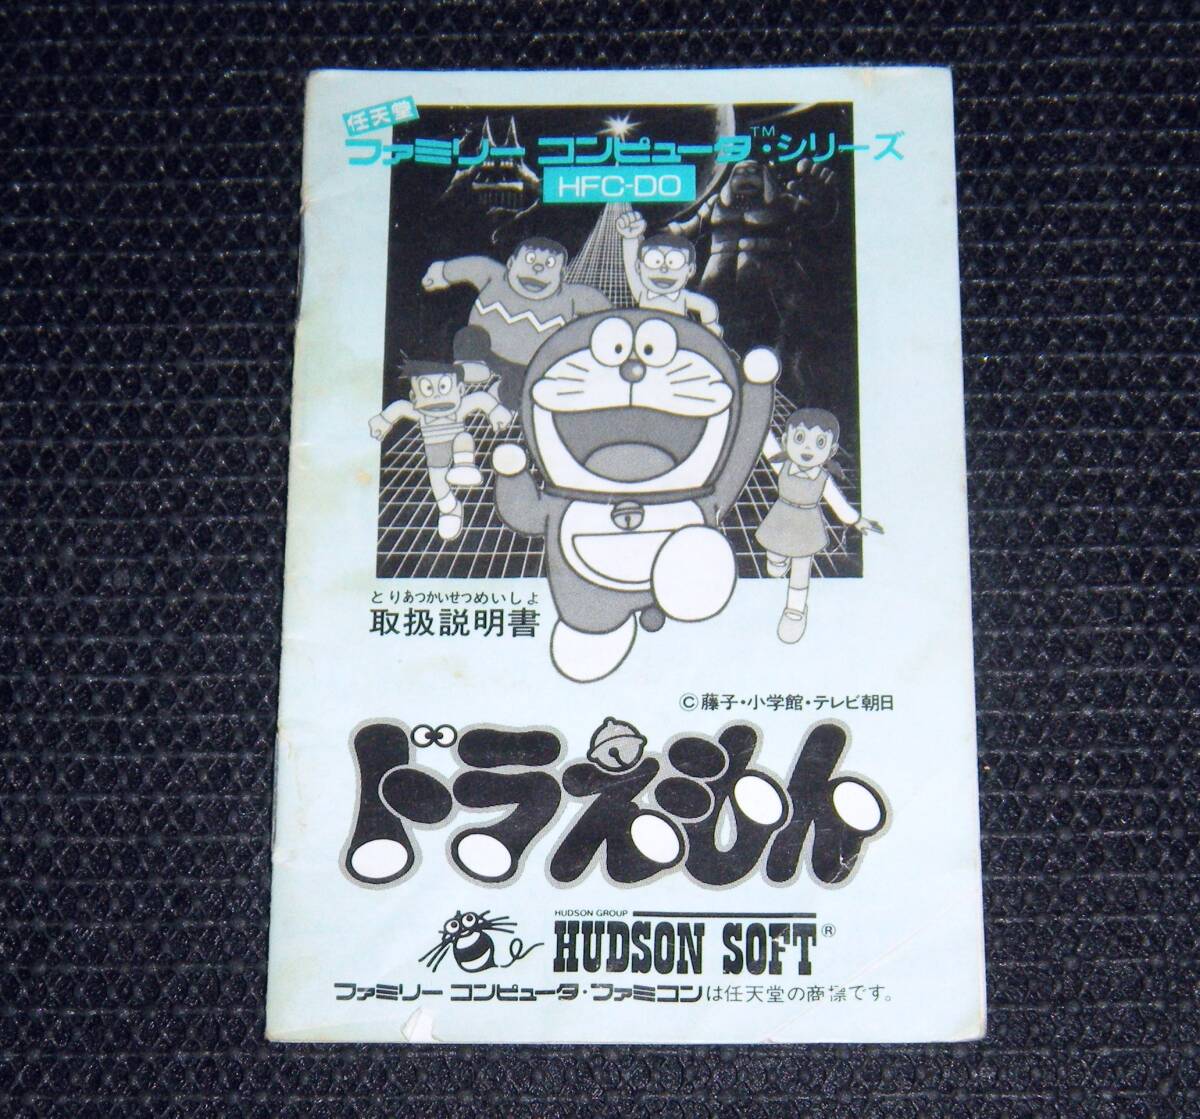 任天堂
ファミリー コンピュータ™・シリーズ
HFC-DO
とりあつかいせつめいしょ
取扱説明書
©藤子・小学館・テレビ朝日
ドラえもん
HUDSON GROUP
HUDSON SOFT®
ファミリー コンピュータ・ファミコンは任天堂の商標です。